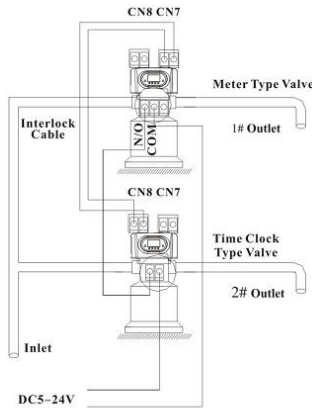 CN8 CN7
Meter Type Valve
Interlock
Cable
N/O
COM
1# Outlet
CN8 CN7
Time Clock
Type Valve
2# Outlet
Inlet
DC5-24V